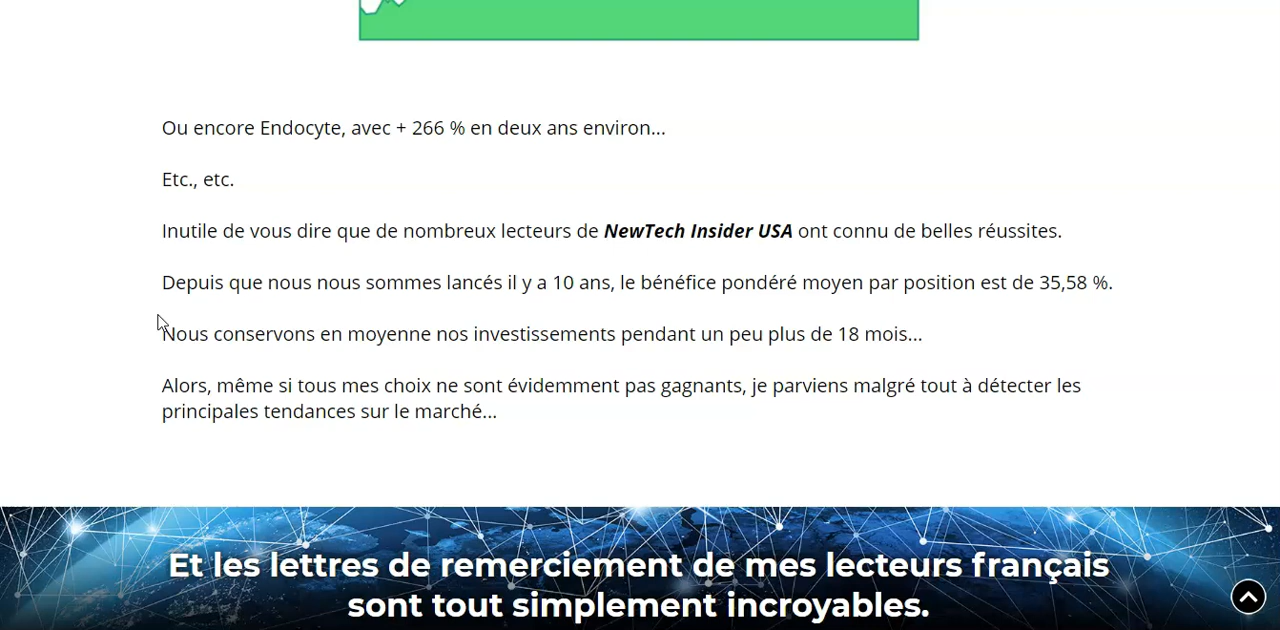 Ou encore Endocyte, avec + 266 % en deux ans environ...
Etc., etc.
Inutile de vous dire que de nombreux lecteurs de NewTech Insider USA ont connu de belles réussites.
Depuis que nous nous sommes lancés il y a 10 ans, le bénéfice pondéré moyen par position est de 35,58 %.
Nous conservons en moyenne nos investissements pendant un peu plus de 18 mois...
Alors, même si tous mes choix ne sont évidemment pas gagnants, je parviens malgré tout à détecter les
principales tendances sur le marché...
Et les lettres de remerciement de mes lecteurs français
sont tout simplement incroyables.